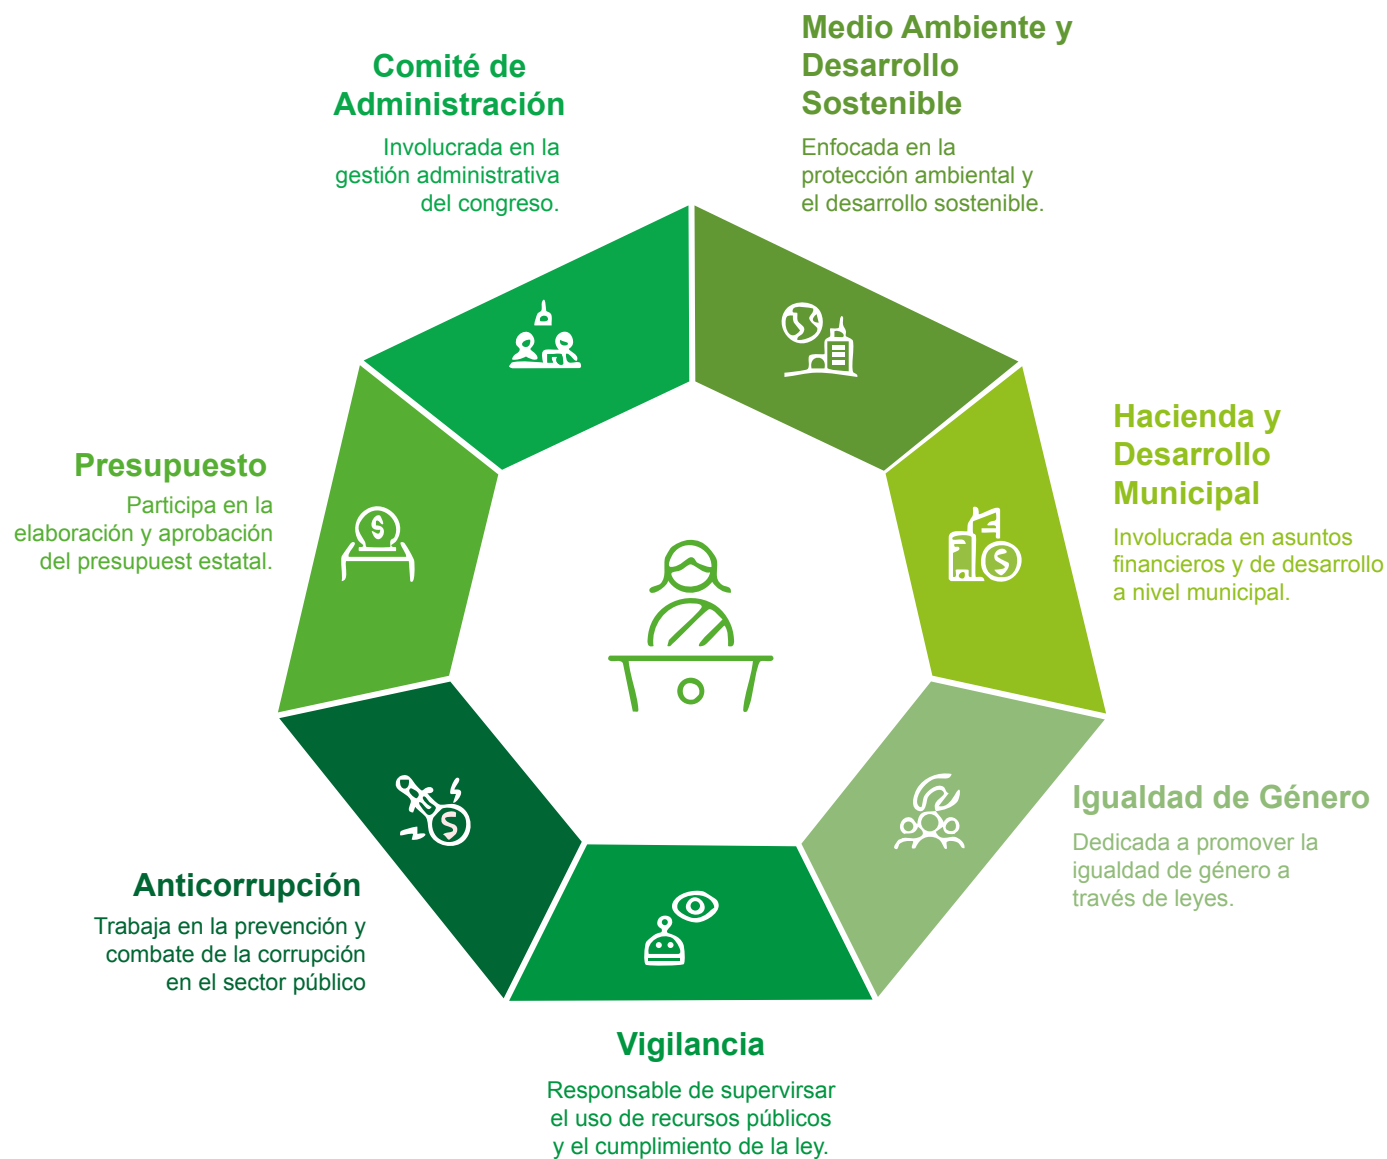 Comité de
Administración
Involucrada en la
gestión administrativa
del congreso.
Medio Ambiente y
Desarrollo
Sostenible
Enfocada en la
protección ambiental y
el desarrollo sostenible.
Hacienda y
Desarrollo
Municipal
Involucrada en asuntos
financieros y de desarrollo
a nivel municipal.
Igualdad de Género
Dedicada a promover la
igualdad de género a
través de leyes.
Vigilancia
Responsable de supervirsar
el uso de recursos públicos
y el cumplimiento de la ley.
Anticorrupción
Trabaja en la prevención y
combate de la corrupción
en el sector público
Presupuesto
Participa en la
elaboración y aprobación
del presupuest estatal.